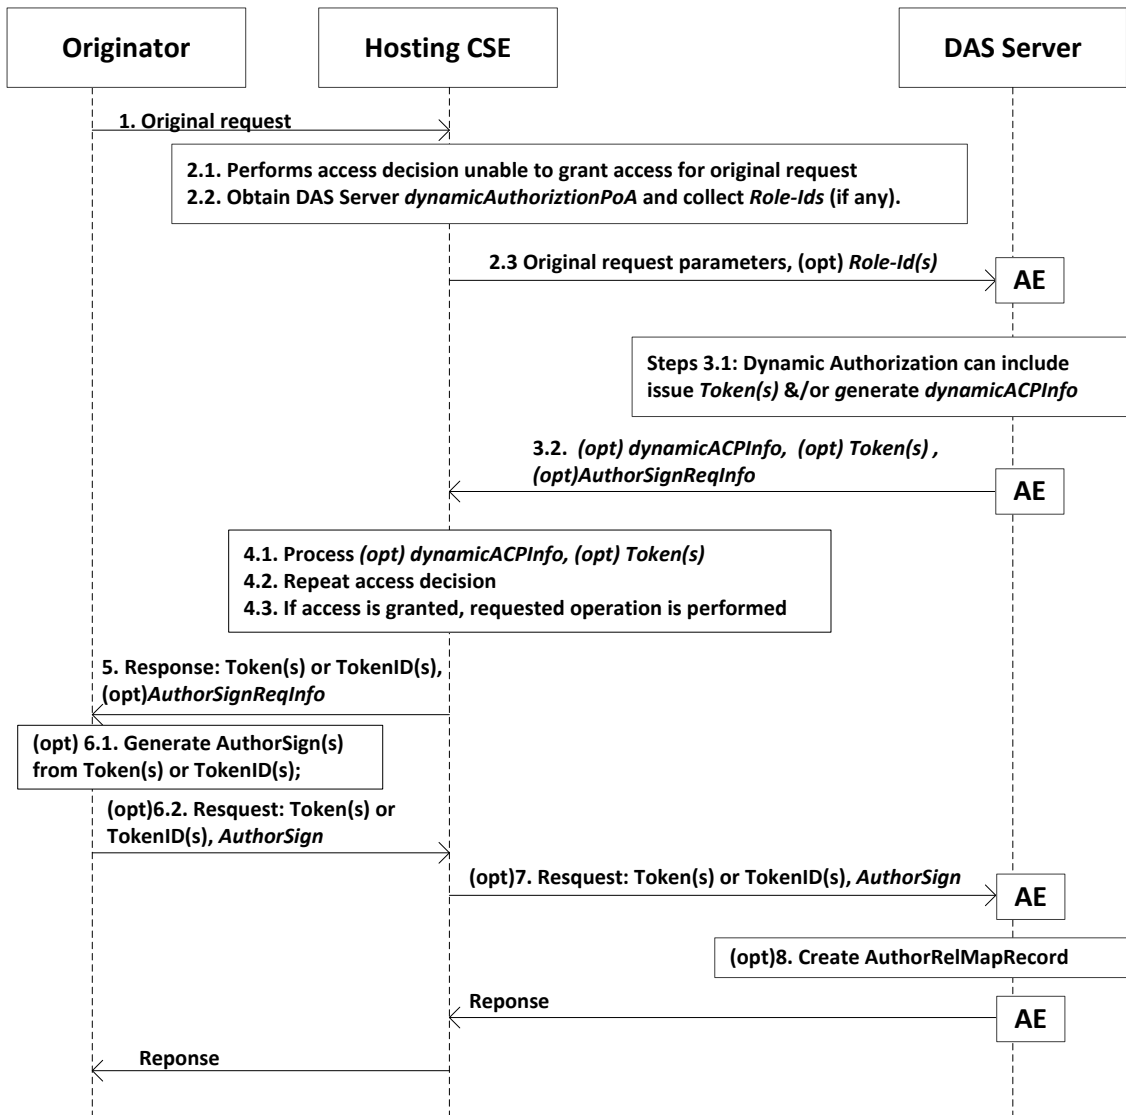 Originator
Hosting CSE
DAS Server
1. Original request
2.1. Performs access decision unable to grant access for original request
2.2. Obtain DAS Server dynamicAuthoriztionPoA and collect Role-Ids (if any).
2.3 Original request parameters, (opt) Role-Id(s)
AE
Steps 3.1: Dynamic Authorization can include
issue Token(s) &/or generate dynamicACPInfo
3.2. (opt) dynamicACPInfo, (opt) Token(s) ,
(opt)AuthorSignReqInfo
AE
4.1. Process (opt) dynamicACPInfo, (opt) Token(s)
4.2. Repeat access decision
4.3. If access is granted, requested operation is performed
5. Response: Token(s) or TokenID(s),
(opt)AuthorSignReqInfo
(opt) 6.1. Generate AuthorSign(s)
from Token(s) or TokenID(s);
(opt)6.2. Resquest: Token(s) or
TokenID(s), AuthorSign
(opt)7. Resquest: Token(s) or TokenID(s), AuthorSign
AE
(opt)8. Create AuthorRelMapRecord
Reponse
AE
Reponse